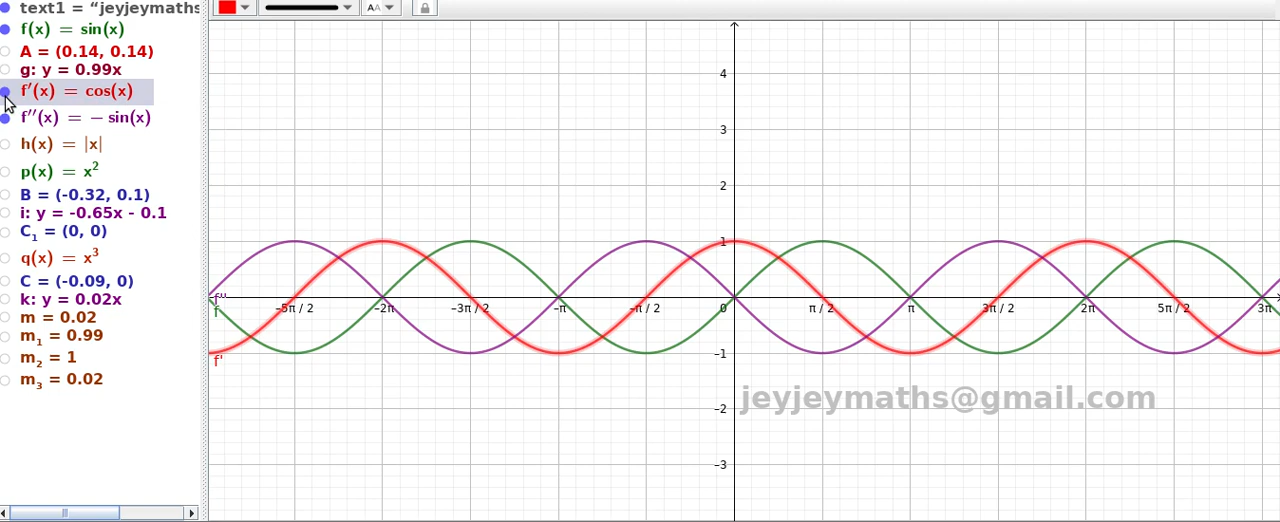 text1 = “jeyjeymaths
f(x) = sin(x)
A = (0.14, 0.14)
g: y = 0.99x
f′(x) = cos(x)
f′′(x) = − sin(x)
h(x) = |x|
p(x) = x²
B = (-0.32, 0.1)
i: y = -0.65x - 0.1
C₁ = (0, 0)
q(x) = x³
C = (-0.09, 0)
k: y = 0.02x
m = 0.02
m₁ = 0.99
m₂ = 1
m₃ = 0.02
AA
4
3
2
1
f''
f
–5π / 2 –2π –3π / 2 –π –π / 2 0 π / 2 π 3π / 2 2π 5π / 2 3π
–1
f'
jeyjeymaths@gmail.com
–2
–3